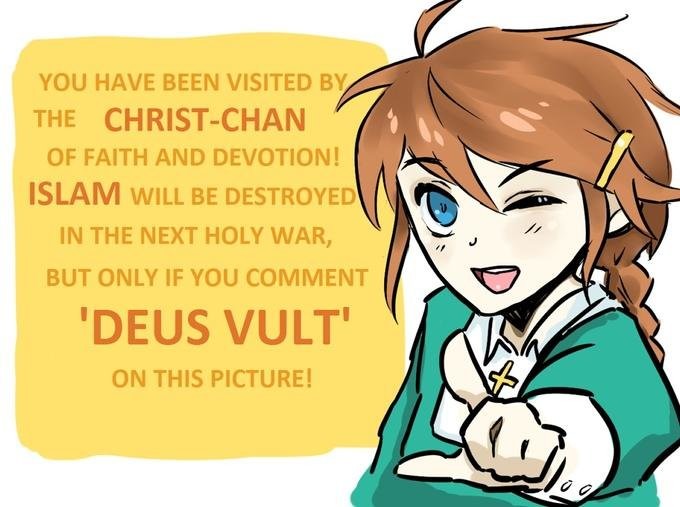 YOU HAVE BEEN VISITED BY
THE CHRIST-CHAN
OF FAITH AND DEVOTION!
ISLAM WILL BE DESTROYED
IN THE NEXT HOLY WAR,
BUT ONLY IF YOU COMMENT
'DEUS VULT'
ON THIS PICTURE!